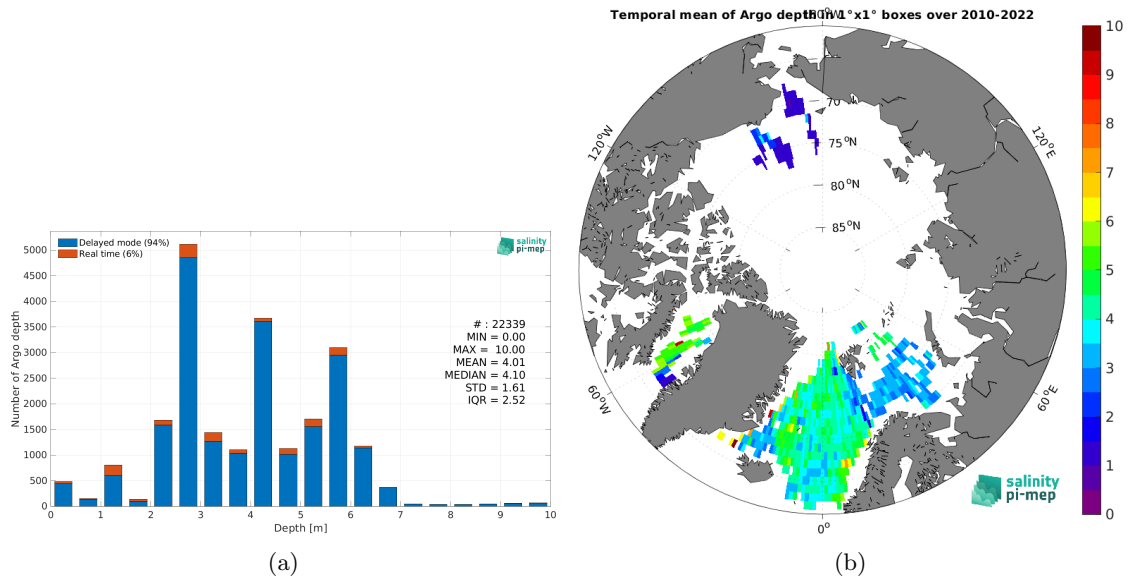 Delayed mode (94%)
Real time (6%)
salinity
pi-mep
5000
4500
4000
3500
3000
2500
2000
1500
1000
500
0
Number of Argo depth
# : 22339
MIN = 0.00
MAX = 10.00
MEAN = 4.01
MEDIAN = 4.10
STD = 1.61
IQR = 2.52
0 1 2 3 4 5 6 7 8 9 10
Depth [m]
(a)
Temporal mean of Argo depth in 1°x1° boxes over 2010-2022
180°W
120°W
120°E
70°N
75°N
80°N
85°N
60°W
60°E
0°
salinity
pi-mep
10
9
8
7
6
5
4
3
2
1
0
(b)